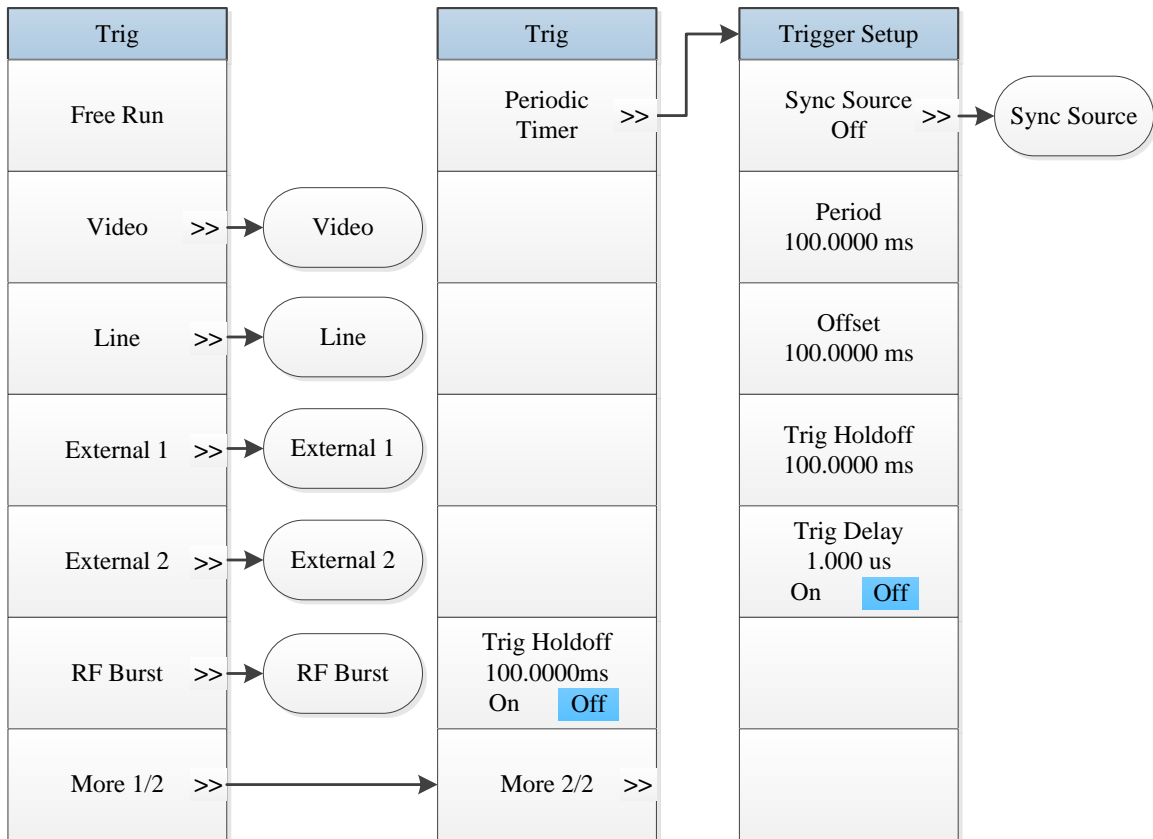 Trig
Free Run
Video >>
Video
Line >>
Line
External 1 >>
External 1
External 2 >>
External 2
RF Burst >>
RF Burst
More 1/2 >>
Trig
Periodic
Timer >>
Trig Holdoff
100.0000ms
On Off
More 2/2 >>
Trigger Setup
Sync Source
Off >>
Sync Source
Period
100.0000 ms
Offset
100.0000 ms
Trig Holdoff
100.0000 ms
Trig Delay
1.000 us
On Off